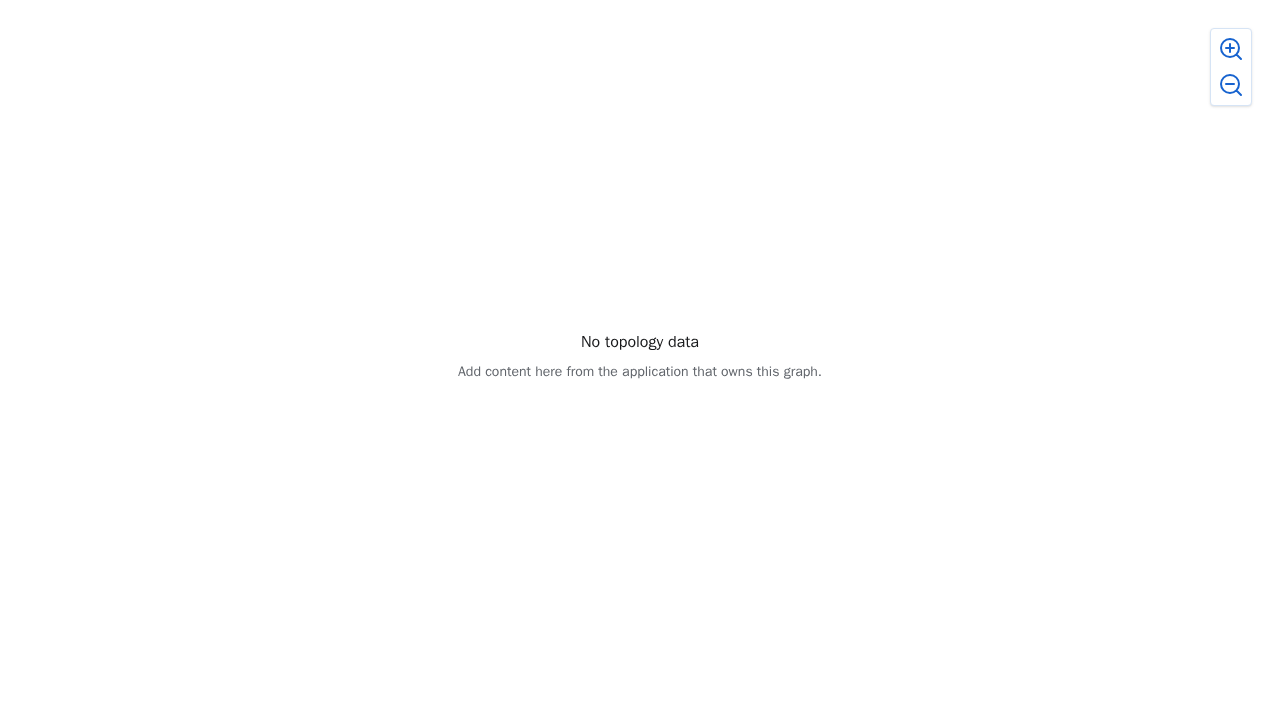 No topology data
Add content here from the application that owns this graph.